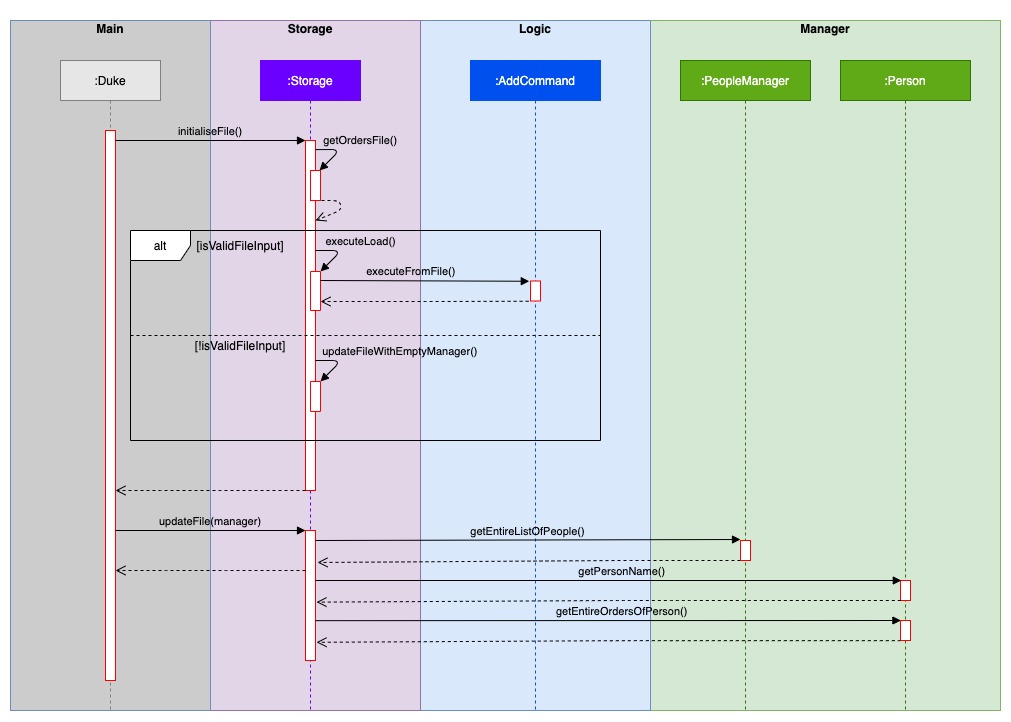 Main
Storage
Logic
Manager
:Duke
:Storage
:AddCommand
:PeopleManager
:Person
initialiseFile()
getOrdersFile()
alt
[isValidFileInput]
executeLoad()
executeFromFile()
[!isValidFileInput]
updateFileWithEmptyManager()
updateFile(manager)
getEntireListOfPeople()
getPersonName()
getEntireOrdersOfPerson()